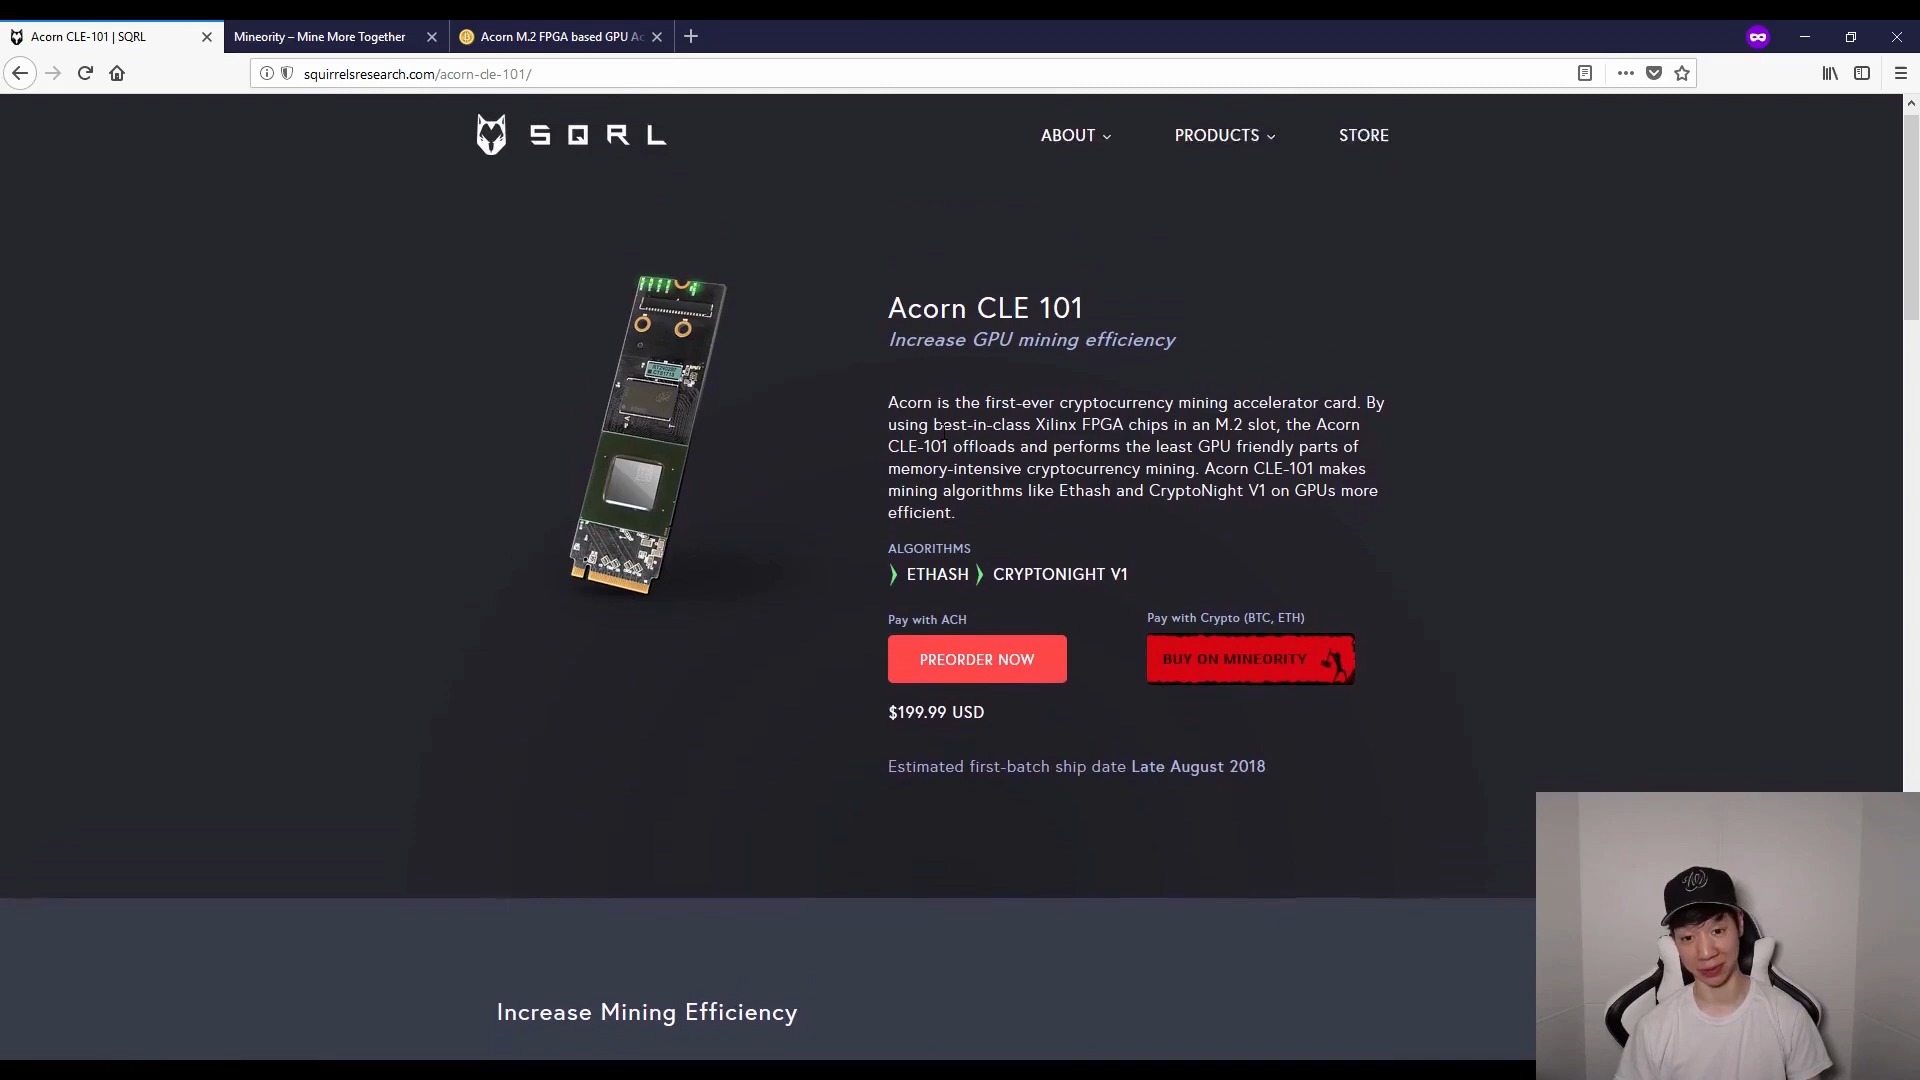 Acorn CLE-101 | SQRL
Mineority – Mine More Together
Acorn M.2 FPGA based GPU Ac
squirrelsresearch.com/acorn-cle-101/
SQRL
ABOUT
PRODUCTS
STORE
Acorn CLE 101
Increase GPU mining efficiency
Acorn is the first-ever cryptocurrency mining accelerator card. By
using best-in-class Xilinx FPGA chips in an M.2 slot, the Acorn
CLE-101 offloads and performs the least GPU friendly parts of
memory-intensive cryptocurrency mining. Acorn CLE-101 makes
mining algorithms like Ethash and CryptoNight V1 on GPUs more
efficient.
ALGORITHMS
ETHASH
CRYPTONIGHT V1
Pay with ACH
Pay with Crypto (BTC, ETH)
PREORDER NOW
BUY ON MINEORITY
$199.99 USD
Estimated first-batch ship date Late August 2018
Increase Mining Efficiency